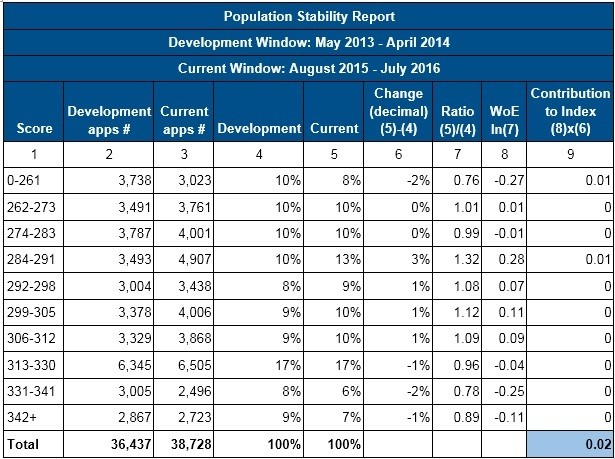 Population Stability Report
Development Window: May 2013 - April 2014
Current Window: August 2015 - July 2016
Score Development apps # Current apps # Development Current Change (decimal) (5)-(4) Ratio (5)/(4) WoE ln(7) Contribution to Index (8)x(6)
1 2 3 4 5 6 7 8 9
0-261 3,738 3,023 10% 8% -2% 0.76 -0.27 0.01
262-273 3,491 3,761 10% 10% 0% 1.01 0.01 0
274-283 3,787 4,001 10% 10% 0% 0.99 -0.01 0
284-291 3,493 4,907 10% 13% 3% 1.32 0.28 0.01
292-298 3,004 3,438 8% 9% 1% 1.08 0.07 0
299-305 3,378 4,006 9% 10% 1% 1.12 0.11 0
306-312 3,329 3,868 9% 10% 1% 1.09 0.09 0
313-330 6,345 6,505 17% 17% -1% 0.96 -0.04 0
331-341 3,005 2,496 8% 6% -2% 0.78 -0.25 0
342+ 2,867 2,723 9% 7% -1% 0.89 -0.11 0
Total 36,437 38,728 100% 100% 0.02